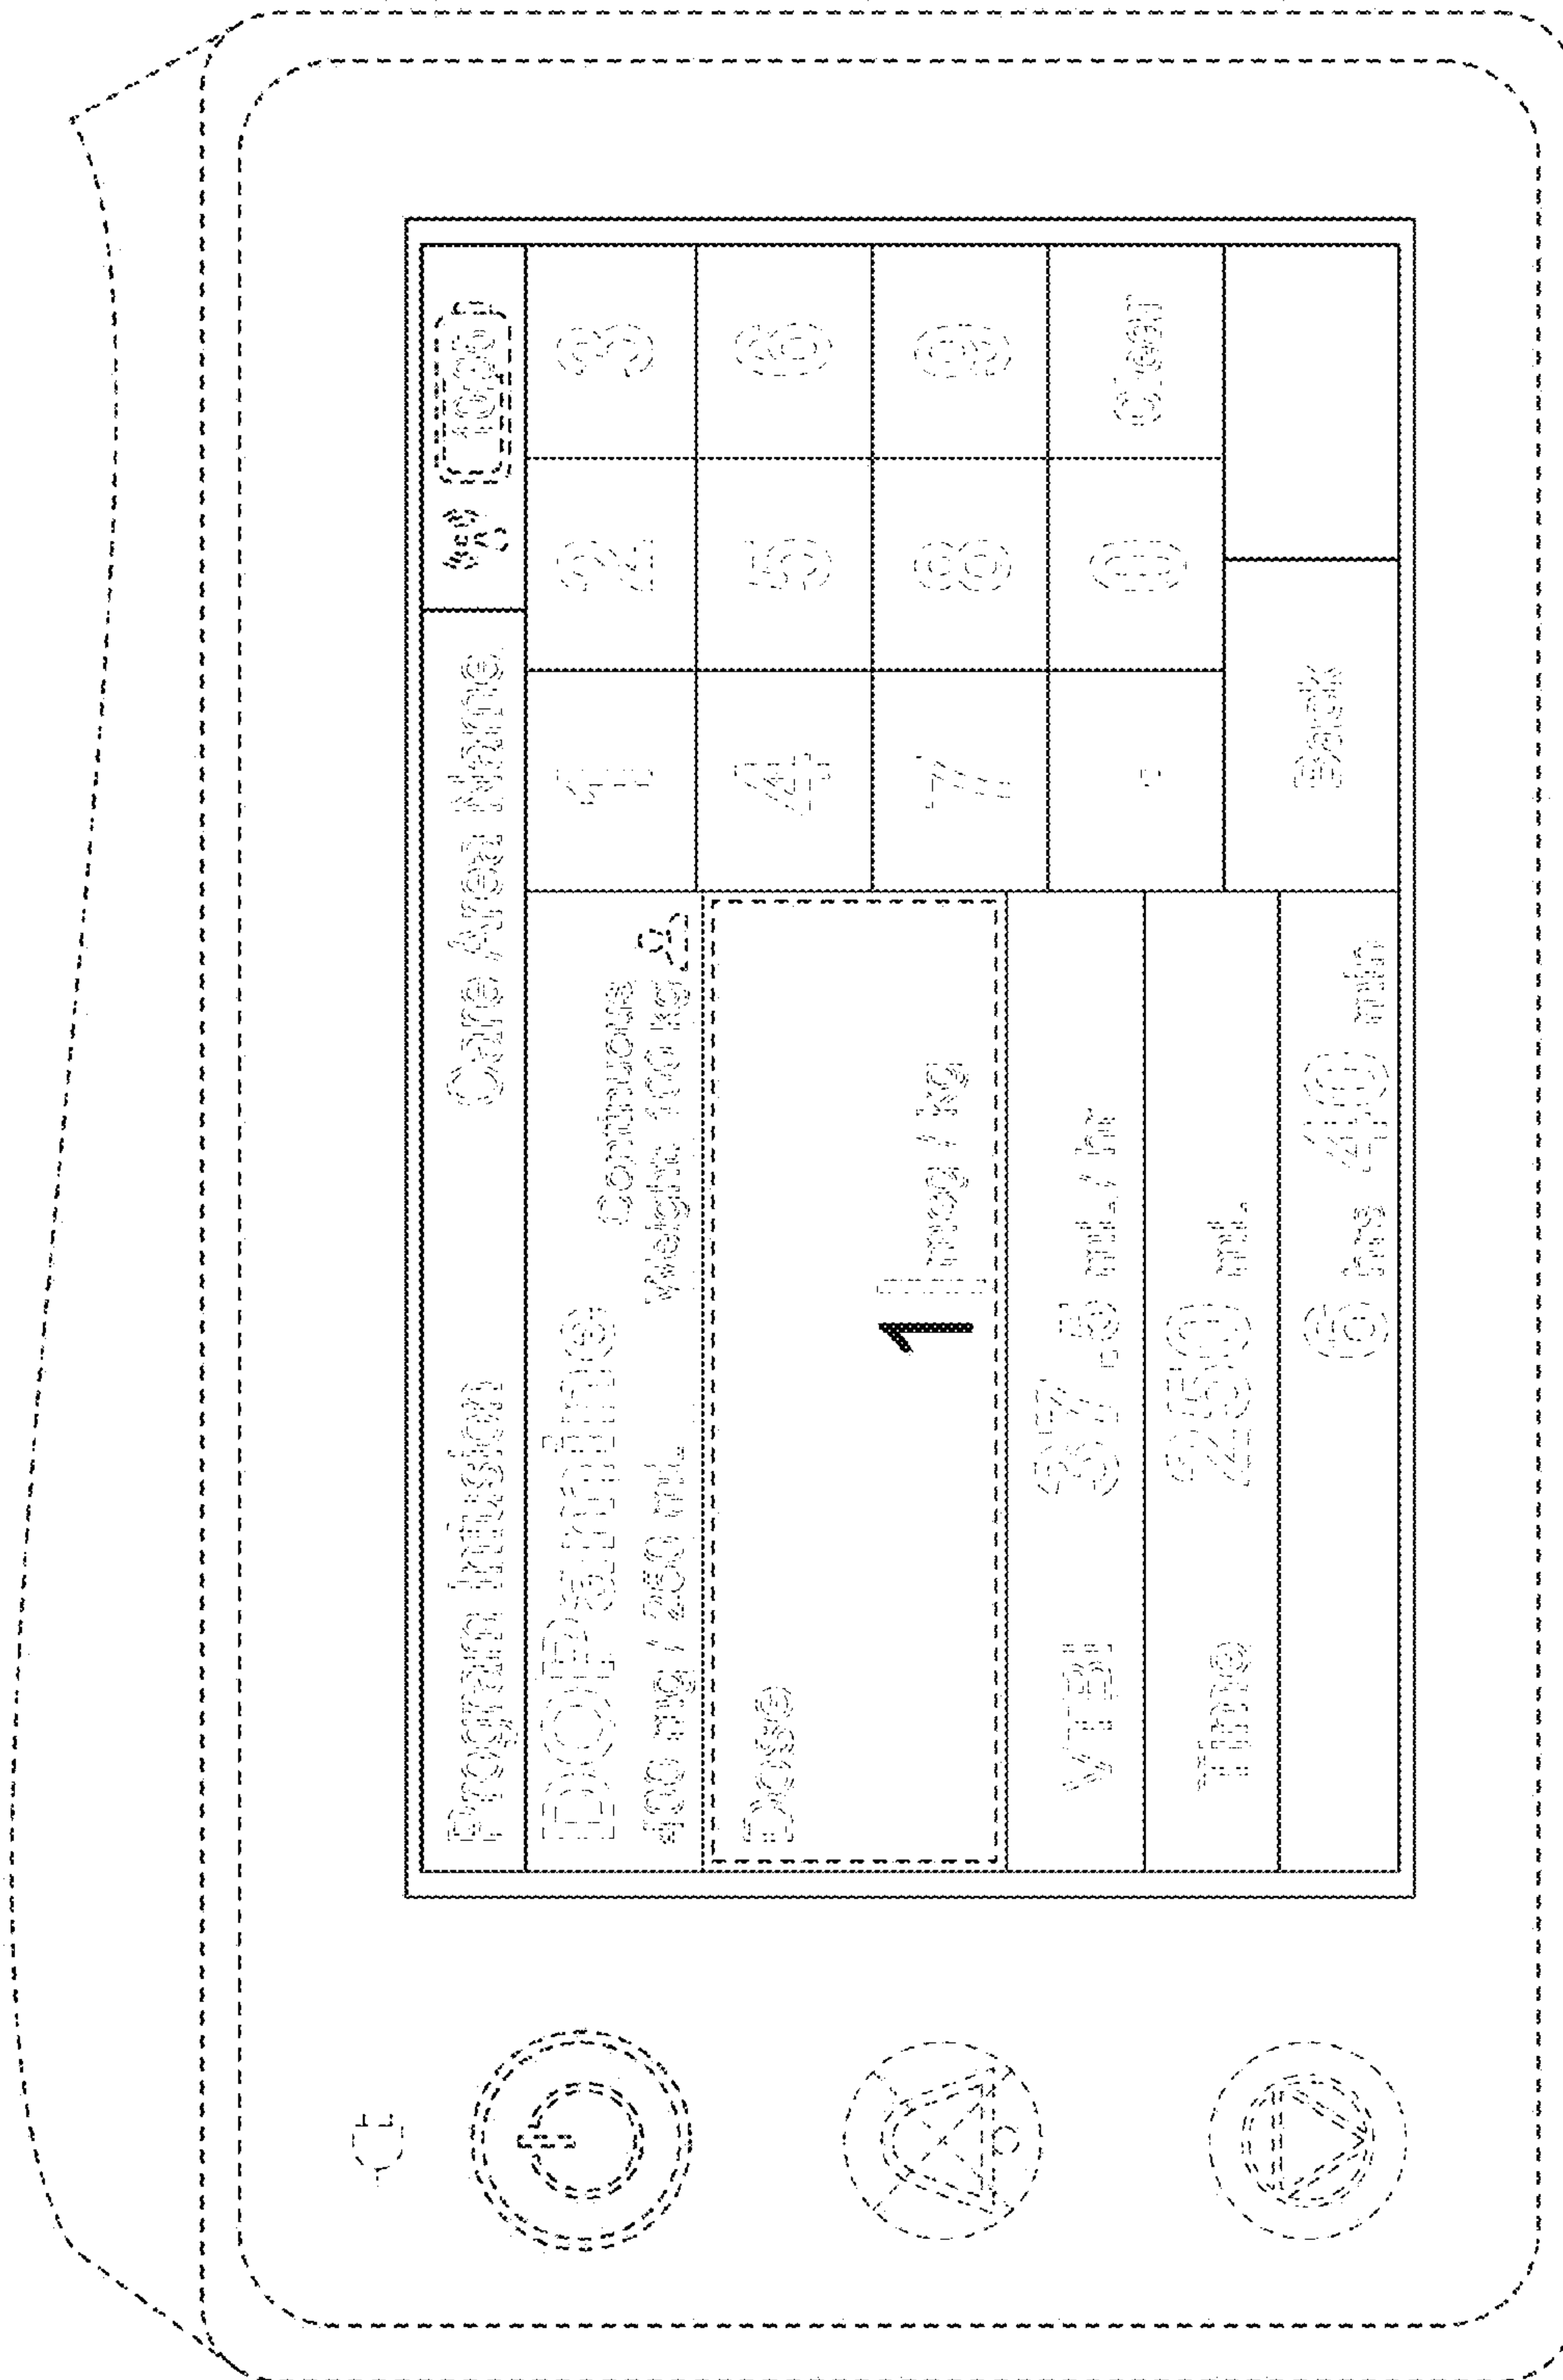 Program Infusion
Care Area Name
DOPamine
400 mg / 250 mL
Continuous
Weight: 100 kg
Dose
1 mcg / kg
37.5 mL / hr
VTBI
250 mL
Time
6 hrs 40 min
1 2 3
4 5 6
7 8 9
. 0 Clear
Back